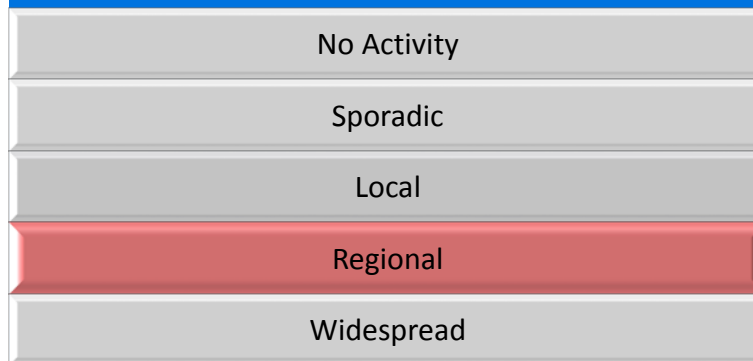 No Activity
Sporadic
Local
Regional
Widespread